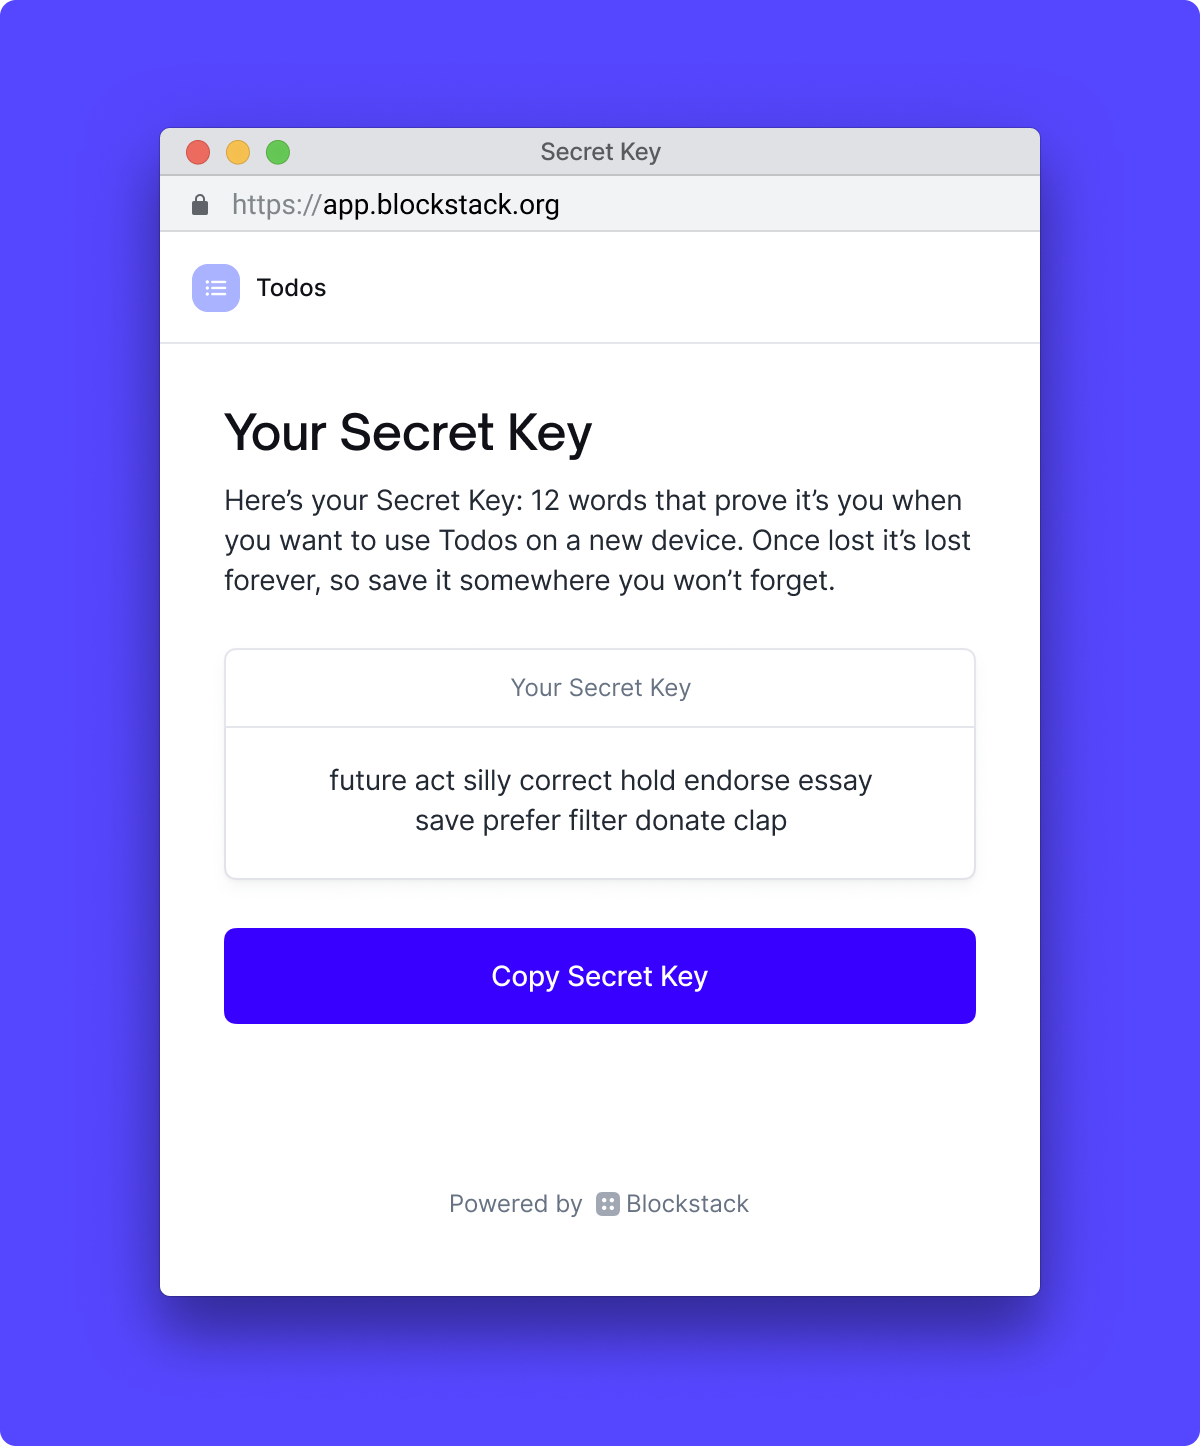 Secret Key
https://app.blockstack.org
Todos
Your Secret Key
Here’s your Secret Key: 12 words that prove it’s you when
you want to use Todos on a new device. Once lost it’s lost
forever, so save it somewhere you won’t forget.
Your Secret Key
future act silly correct hold endorse essay
save prefer filter donate clap
Copy Secret Key
Powered by Blockstack